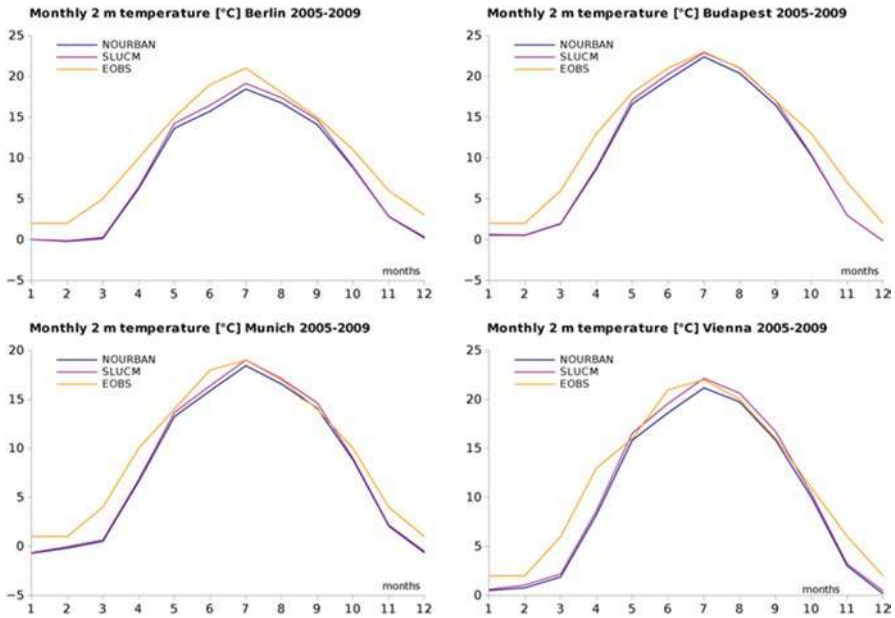 Monthly 2 m temperature [°C] Berlin 2005-2009
25
20
15
10
5
0
−5
NOURBAN
SLUCM
EOBS
months
1 2 3 4 5 6 7 8 9 10 11 12
Monthly 2 m temperature [°C] Budapest 2005-2009
25
20
15
10
5
0
−5
NOURBAN
SLUCM
EOBS
months
1 2 3 4 5 6 7 8 9 10 11 12
Monthly 2 m temperature [°C] Munich 2005-2009
20
15
10
5
0
−5
NOURBAN
SLUCM
EOBS
months
1 2 3 4 5 6 7 8 9 10 11 12
Monthly 2 m temperature [°C] Vienna 2005-2009
25
20
15
10
5
0
NOURBAN
SLUCM
EOBS
months
1 2 3 4 5 6 7 8 9 10 11 12